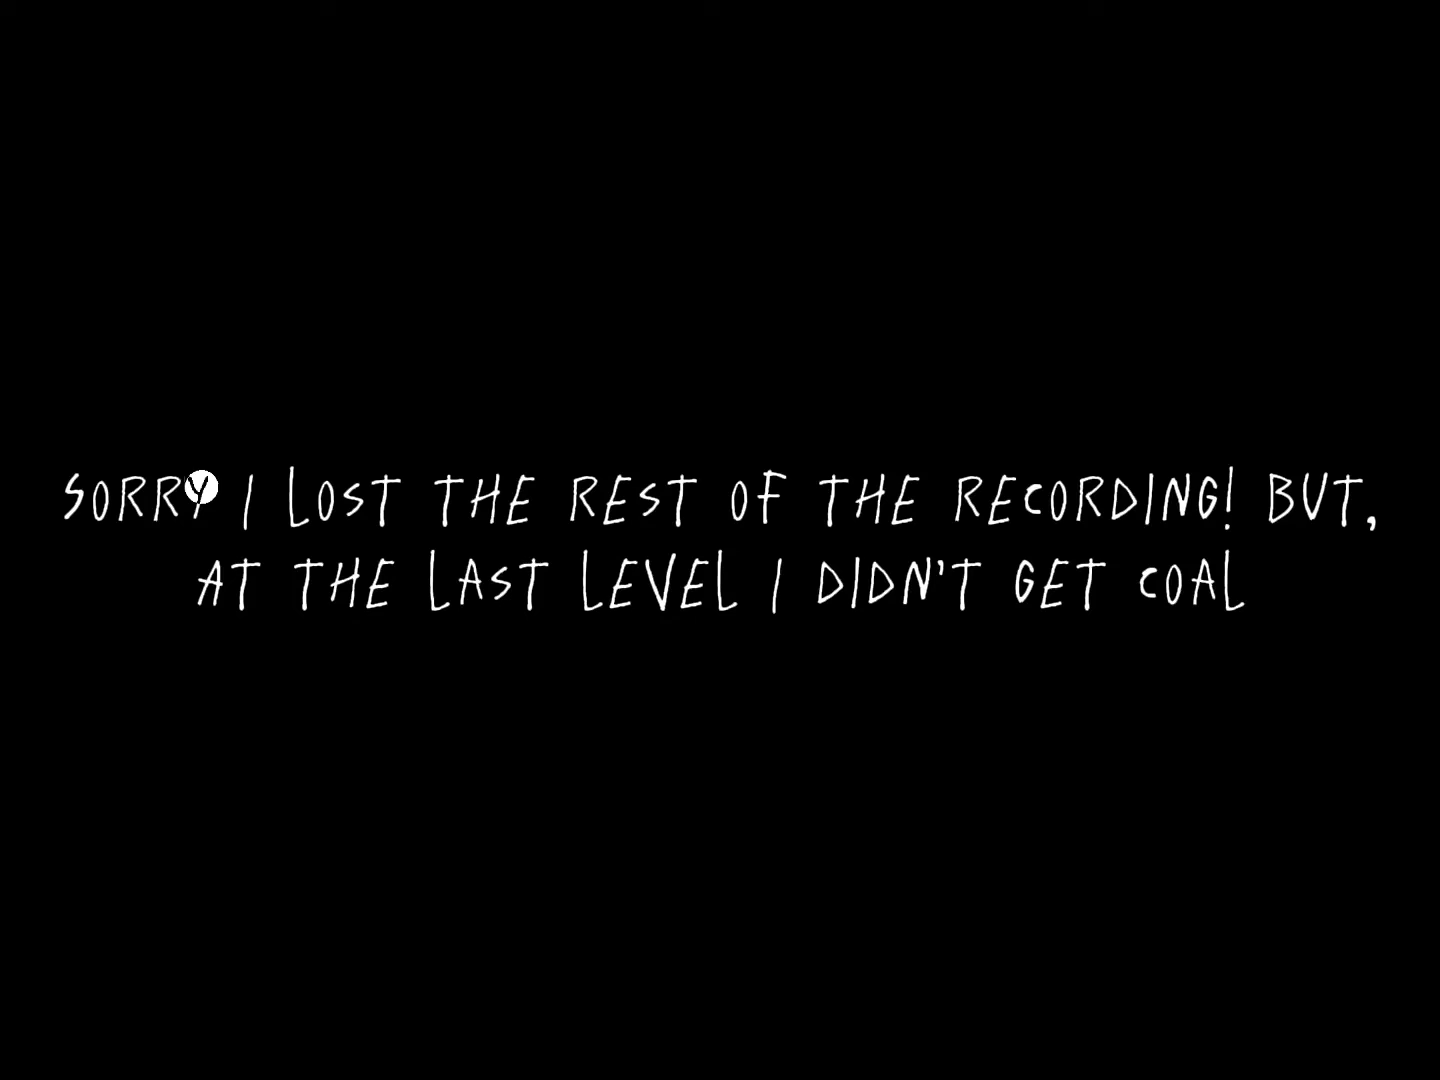 SORRY I LOST THE REST OF THE RECORDING! BUT,
AT THE LAST LEVEL I DIDN'T GET COAL